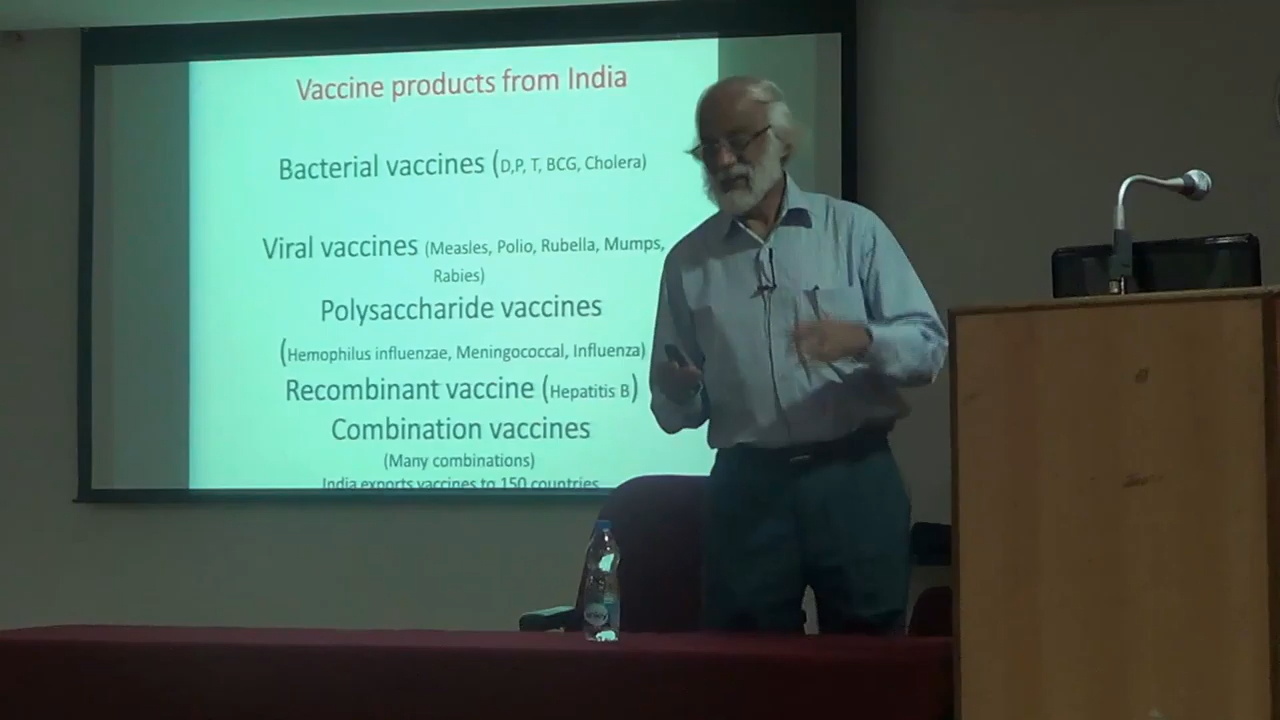 Vaccine products from India
Bacterial vaccines (D,P, T, BCG, Cholera)
Viral vaccines (Measles, Polio, Rubella, Mumps,
Rabies)
Polysaccharide vaccines
(Hemophilus influenzae, Meningococcal, Influenza)
Recombinant vaccine (Hepatitis B)
Combination vaccines
(Many combinations)
India exports vaccines to 150 countries